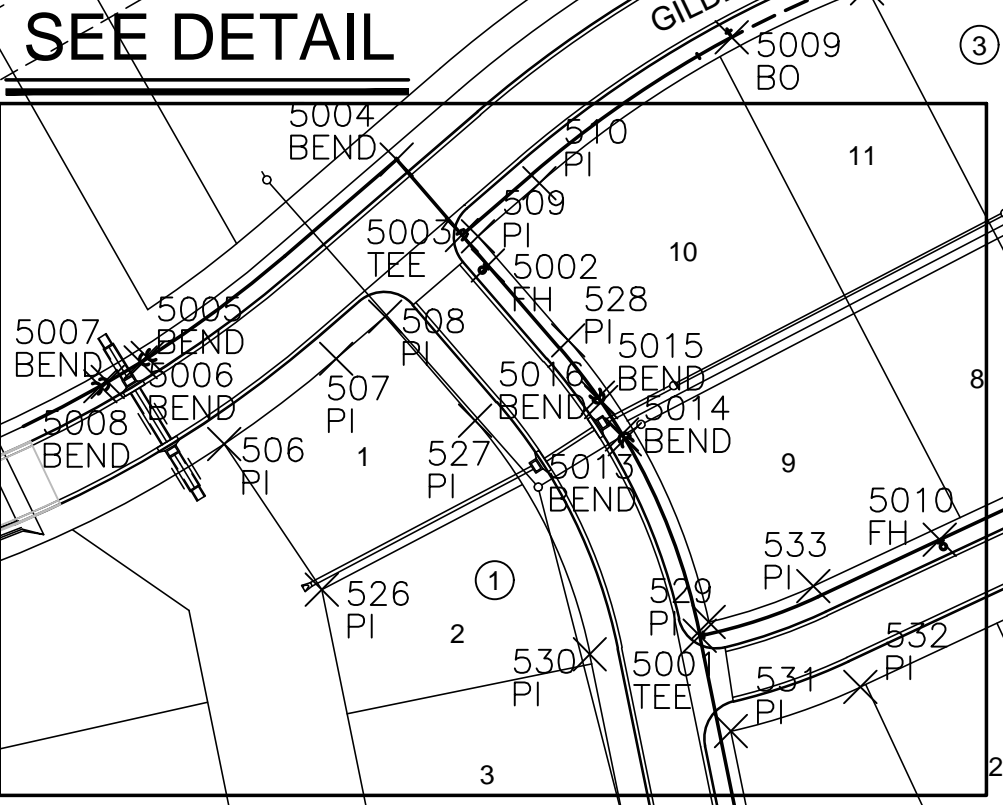 SEE DETAIL
5009
BO
3
5004
BEND
510
PI
11
509
PI
5003
TEE
10
5002
FH
528
PI
5007
BEND
5005
BEND
508
PI
5006
BEND
5015
BEND
507
PI
5016
BEND
8
5008
BEND
5014
BEND
506
PI
1
527
PI
5013
BEND
9
5010
FH
533
PI
526
PI
1
529
PI
2
530
PI
5001
TEE
532
PI
531
PI
3
2